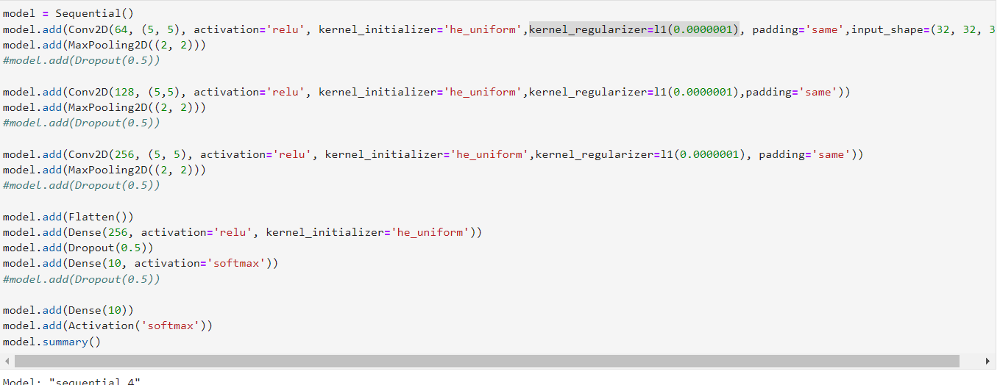 model = Sequential()
model.add(Conv2D(64, (5, 5), activation='relu', kernel_initializer='he_uniform',kernel_regularizer=l1(0.0000001), padding='same',input_shape=(32, 32, 3
model.add(MaxPooling2D((2, 2)))
#model.add(Dropout(0.5))
model.add(Conv2D(128, (5,5), activation='relu', kernel_initializer='he_uniform',kernel_regularizer=l1(0.0000001),padding='same'))
model.add(MaxPooling2D((2, 2)))
#model.add(Dropout(0.5))
model.add(Conv2D(256, (5, 5), activation='relu', kernel_initializer='he_uniform',kernel_regularizer=l1(0.0000001), padding='same'))
model.add(MaxPooling2D((2, 2)))
#model.add(Dropout(0.5))
model.add(Flatten())
model.add(Dense(256, activation='relu', kernel_initializer='he_uniform'))
model.add(Dropout(0.5))
model.add(Dense(10, activation='softmax'))
#model.add(Dropout(0.5))
model.add(Dense(10))
model.add(Activation('softmax'))
model.summary()
Model: "sequential_4"